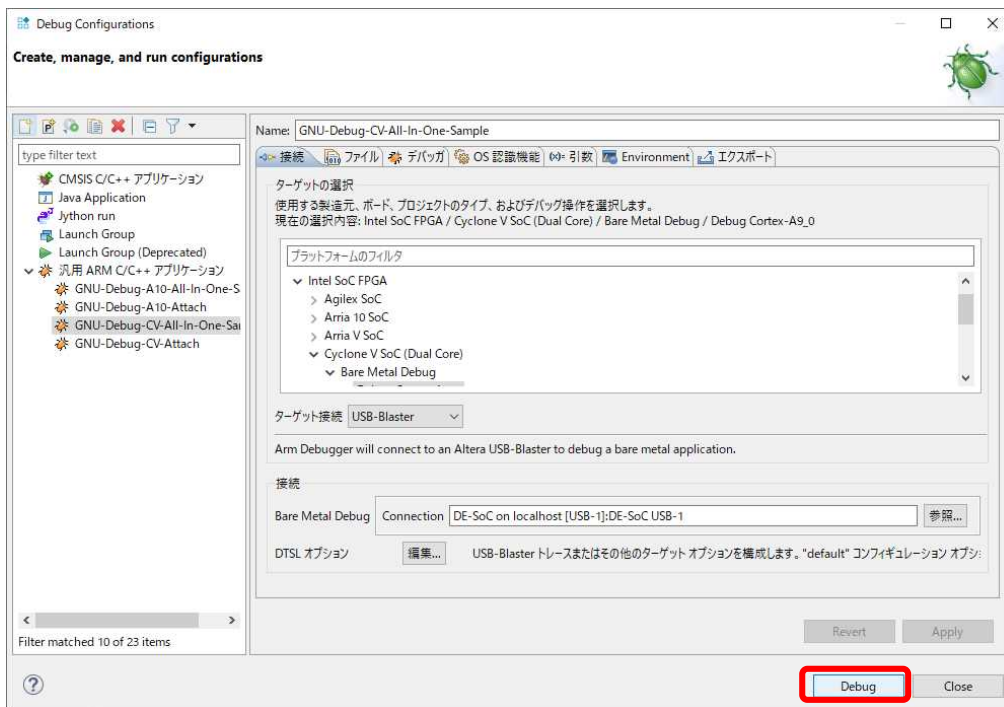 Debug Configurations
Create, manage, and run configurations
type filter text
CMSIS C/C++ アプリケーション
Java Application
Jython run
Launch Group
Launch Group (Deprecated)
汎用 ARM C/C++ アプリケーション
GNU-Debug-A10-All-In-One-S
GNU-Debug-A10-Attach
GNU-Debug-CV-All-In-One-Sa
GNU-Debug-CV-Attach
Filter matched 10 of 23 items
Name: GNU-Debug-CV-All-In-One-Sample
接続 ファイル デバッガ OS 認識機能 引数 Environment エクスポート
ターゲットの選択
使用する製造元、ボード、プロジェクトのタイプ、およびデバッグ操作を選択します。
現在の選択内容: Intel SoC FPGA / Cyclone V SoC (Dual Core) / Bare Metal Debug / Debug Cortex-A9_0
プラットフォームのフィルタ
Intel SoC FPGA
Agilex SoC
Arria 10 SoC
Arria V SoC
Cyclone V SoC (Dual Core)
Bare Metal Debug
ターゲット接続 USB-Blaster
Arm Debugger will connect to an Altera USB-Blaster to debug a bare metal application.
接続
Bare Metal Debug Connection DE-SoC on localhost [USB-1]:DE-SoC USB-1 参照...
DTSL オプション 編集... USB-Blaster トレースまたはその他のターゲット オプションを構成します。"default" コンフィギュレーション オプシ
Revert Apply
Debug Close